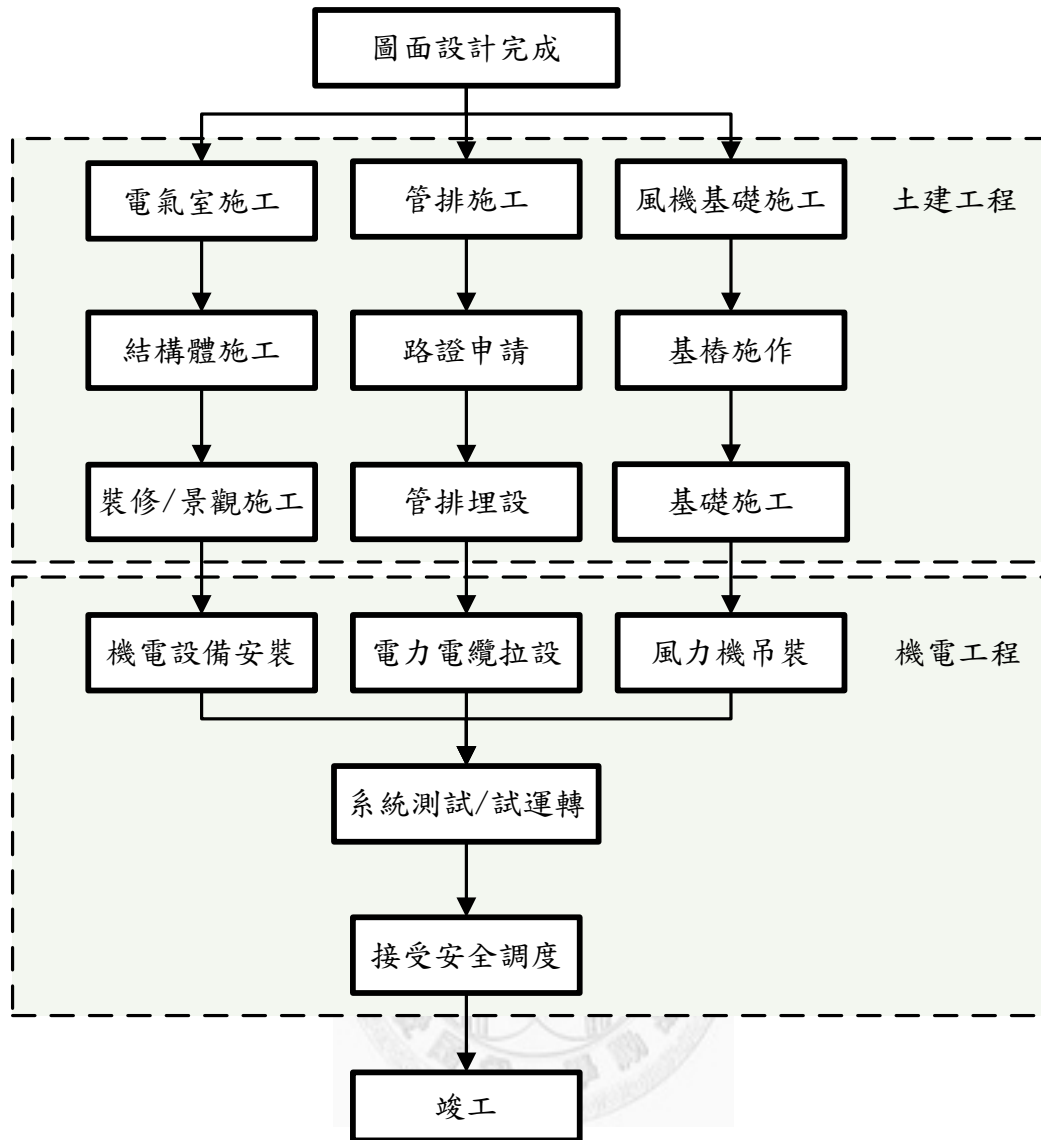 圖面設計完成
電氣室施工
管排施工
風機基礎施工
土建工程
結構體施工
路證申請
基樁施作
裝修/景觀施工
管排埋設
基礎施工
機電設備安裝
電力電纜拉設
風力機吊裝
機電工程
系統測試/試運轉
接受安全調度
竣工